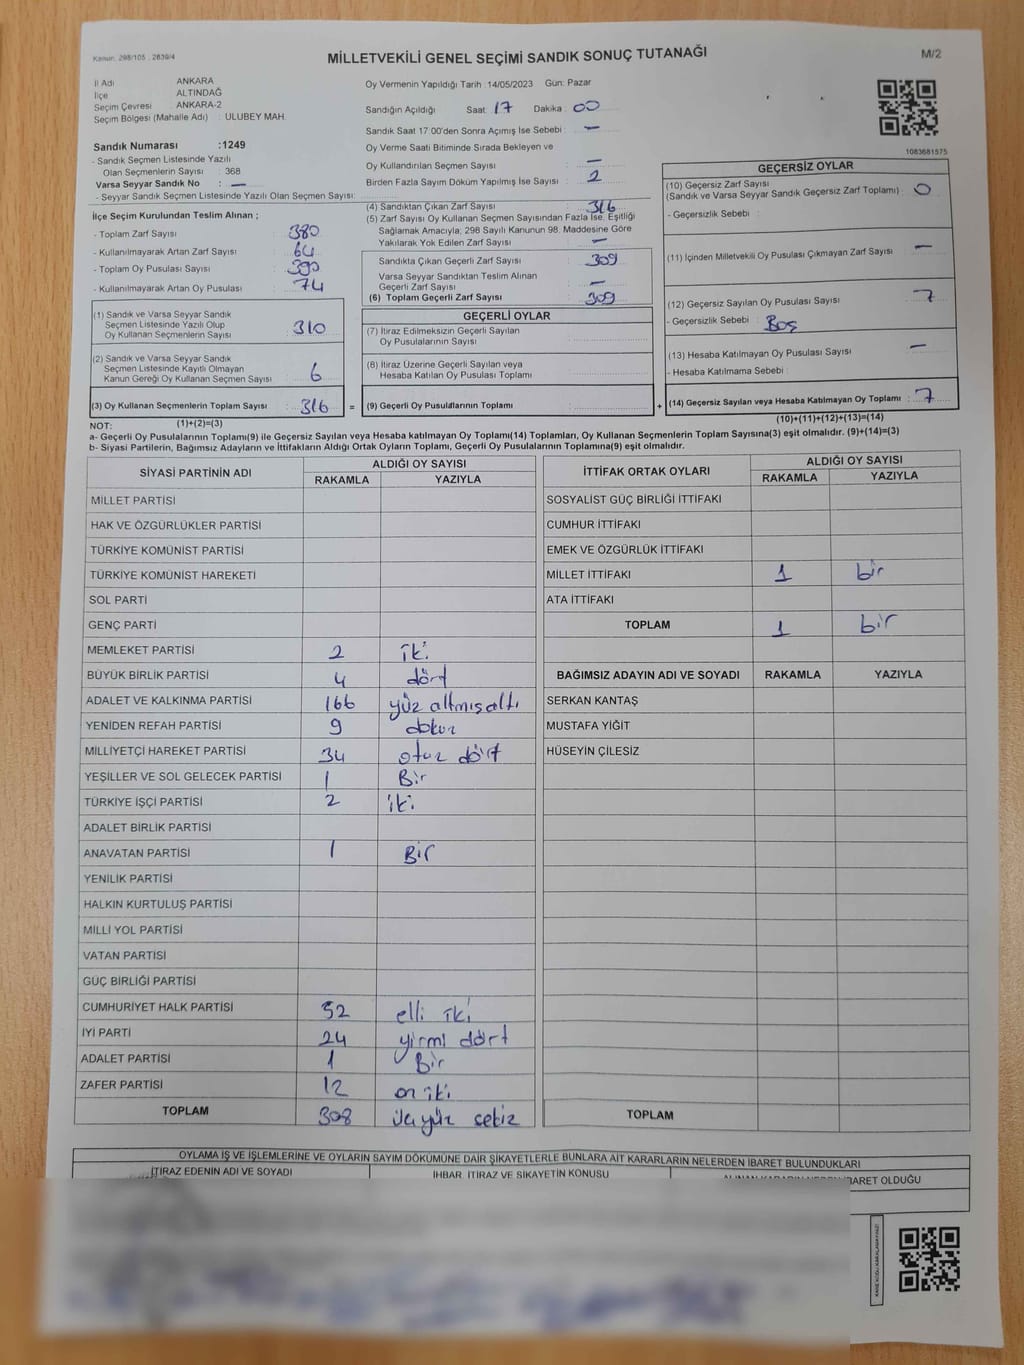 Kanun: 298/105 , 2839/4
MİLLETVEKİLİ GENEL SEÇİMİ SANDIK SONUÇ TUTANAĞI
M/2
İl Adı ANKARA
İlçe ALTINDAĞ
Seçim Çevresi ANKARA-2
Seçim Bölgesi (Mahalle Adı) : ULUBEY MAH.
Oy Vermenin Yapıldığı Tarih :14/05/2023 Gün: Pazar
Sandığın Açıldığı Saat: 17 Dakika: 00
Sandık Saat 17:00'den Sonra Açımış İse Sebebi : —
Oy Verme Saati Bitiminde Sırada Bekleyen ve
Oy Kullandırılan Seçmen Sayısı : —
Birden Fazla Sayım Döküm Yapılmış İse Sayısı : 2
1083681575
Sandık Numarası :1249
- Sandık Seçmen Listesinde Yazılı
Olan Seçmenlerin Sayısı : 368
Varsa Seyyar Sandık No : —
- Seyyar Sandık Seçmen Listesinde Yazılı Olan Seçmen Sayısı:
İlçe Seçim Kurulundan Teslim Alınan ;
- Toplam Zarf Sayısı : 380
- Kullanılmayarak Artan Zarf Sayısı : 64
- Toplam Oy Pusulası Sayısı : 390
- Kullanılmayarak Artan Oy Pusulası : 74
(1) Sandık ve Varsa Seyyar Sandık
Seçmen Listesinde Yazılı Olup
Oy Kullanan Seçmenlerin Sayısı : 310
(2) Sandık ve Varsa Seyyar Sandık
Seçmen Listesinde Kayıtlı Olmayan
Kanun Gereği Oy Kullanan Seçmen Sayısı : 6
(3) Oy Kullanan Seçmenlerin Toplam Sayısı : 316 =
(1)+(2)=(3)
(4) Sandıktan Çıkan Zarf Sayısı : 316
(5) Zarf Sayısı Oy Kullanan Seçmen Sayısından Fazla İse, Eşitliği
Sağlamak Amacıyla; 298 Sayılı Kanunun 98. Maddesine Göre
Yakılarak Yok Edilen Zarf Sayısı : —
Sandıkta Çıkan Geçerli Zarf Sayısı : 309
Varsa Seyyar Sandıktan Teslim Alınan
Geçerli Zarf Sayısı : —
(6) Toplam Geçerli Zarf Sayısı : 309
GEÇERLİ OYLAR
(7) İtiraz Edilmeksizin Geçerli Sayılan
Oy Pusulalarının Sayısı :
(8) İtiraz Üzerine Geçerli Sayılan veya
Hesaba Katılan Oy Pusulası Toplamı :
(9) Geçerli Oy Pusulalarının Toplamı : +
GEÇERSİZ OYLAR
(10) Geçersiz Zarf Sayısı
(Sandık ve Varsa Seyyar Sandık Geçersiz Zarf Toplamı) : 0
- Geçersizlik Sebebi :
(11) İçinden Milletvekili Oy Pusulası Çıkmayan Zarf Sayısı : —
(12) Geçersiz Sayılan Oy Pusulası Sayısı : 7
- Geçersizlik Sebebi : Boş
(13) Hesaba Katılmayan Oy Pusulası Sayısı : —
- Hesaba Katılmama Sebebi :
(14) Geçersiz Sayılan veya Hesaba Katılmayan Oy Toplamı : 7
(10)+(11)+(12)+(13)=(14)
NOT:
a- Geçerli Oy Pusulalarının Toplamı(9) ile Geçersiz Sayılan veya Hesaba katılmayan Oy Toplamı(14) Toplamları, Oy Kullanan Seçmenlerin Toplam Sayısına(3) eşit olmalıdır. (9)+(14)=(3)
b- Siyasi Partilerin, Bağımsız Adayların ve İttifakların Aldığı Ortak Oyların Toplamı, Geçerli Oy Pusulalarının Toplamına(9) eşit olmalıdır.
SİYASİ PARTİNİN ADI ALDIĞI OY SAYISI
RAKAMLA YAZIYLA
MİLLET PARTİSİ
HAK VE ÖZGÜRLÜKLER PARTİSİ
TÜRKİYE KOMÜNİST PARTİSİ
TÜRKİYE KOMÜNİST HAREKETİ
SOL PARTİ
GENÇ PARTİ
MEMLEKET PARTİSİ 2 iki
BÜYÜK BİRLİK PARTİSİ 4 dört
ADALET VE KALKINMA PARTİSİ 166 yüz altmış altı
YENİDEN REFAH PARTİSİ 9 dokuz
MİLLİYETÇİ HAREKET PARTİSİ 34 otuz dört
YEŞİLLER VE SOL GELECEK PARTİSİ 1 Bir
TÜRKİYE İŞÇİ PARTİSİ 2 iki
ADALET BİRLİK PARTİSİ
ANAVATAN PARTİSİ 1 Bir
YENİLİK PARTİSİ
HALKIN KURTULUŞ PARTİSİ
MİLLİ YOL PARTİSİ
VATAN PARTİSİ
GÜÇ BİRLİĞİ PARTİSİ
CUMHURİYET HALK PARTİSİ 52 elli iki
İYİ PARTİ 24 yirmi dört
ADALET PARTİSİ 1 Bir
ZAFER PARTİSİ 12 on iki
TOPLAM 308 üçyüz sekiz
İTTİFAK ORTAK OYLARI ALDIĞI OY SAYISI
RAKAMLA YAZIYLA
SOSYALİST GÜÇ BİRLİĞİ İTTİFAKI
CUMHUR İTTİFAKI
EMEK VE ÖZGÜRLÜK İTTİFAKI
MİLLET İTTİFAKI 1 bir
ATA İTTİFAKI
TOPLAM 1 bir
BAĞIMSIZ ADAYIN ADI VE SOYADI RAKAMLA YAZIYLA
SERKAN KANTAŞ
MUSTAFA YİĞİT
HÜSEYİN ÇİLESİZ
TOPLAM
OYLAMA İŞ VE İŞLEMLERİNE VE OYLARIN SAYIM DÖKÜMÜNE DAİR ŞİKAYETLERLE BUNLARA AİT KARARLARIN NELERDEN İBARET BULUNDUKLARI
İTİRAZ EDENİN ADI VE SOYADI İHBAR, İTİRAZ VE ŞİKAYETİN KONUSU İBARET OLDUĞU